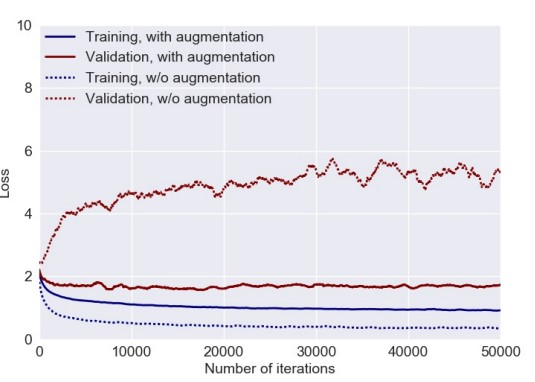 10
Training, with augmentation
Validation, with augmentation
8
Training, w/o augmentation
Validation, w/o augmentation
6
Loss
4
2
0
0 10000 20000 30000 40000 50000
Number of iterations